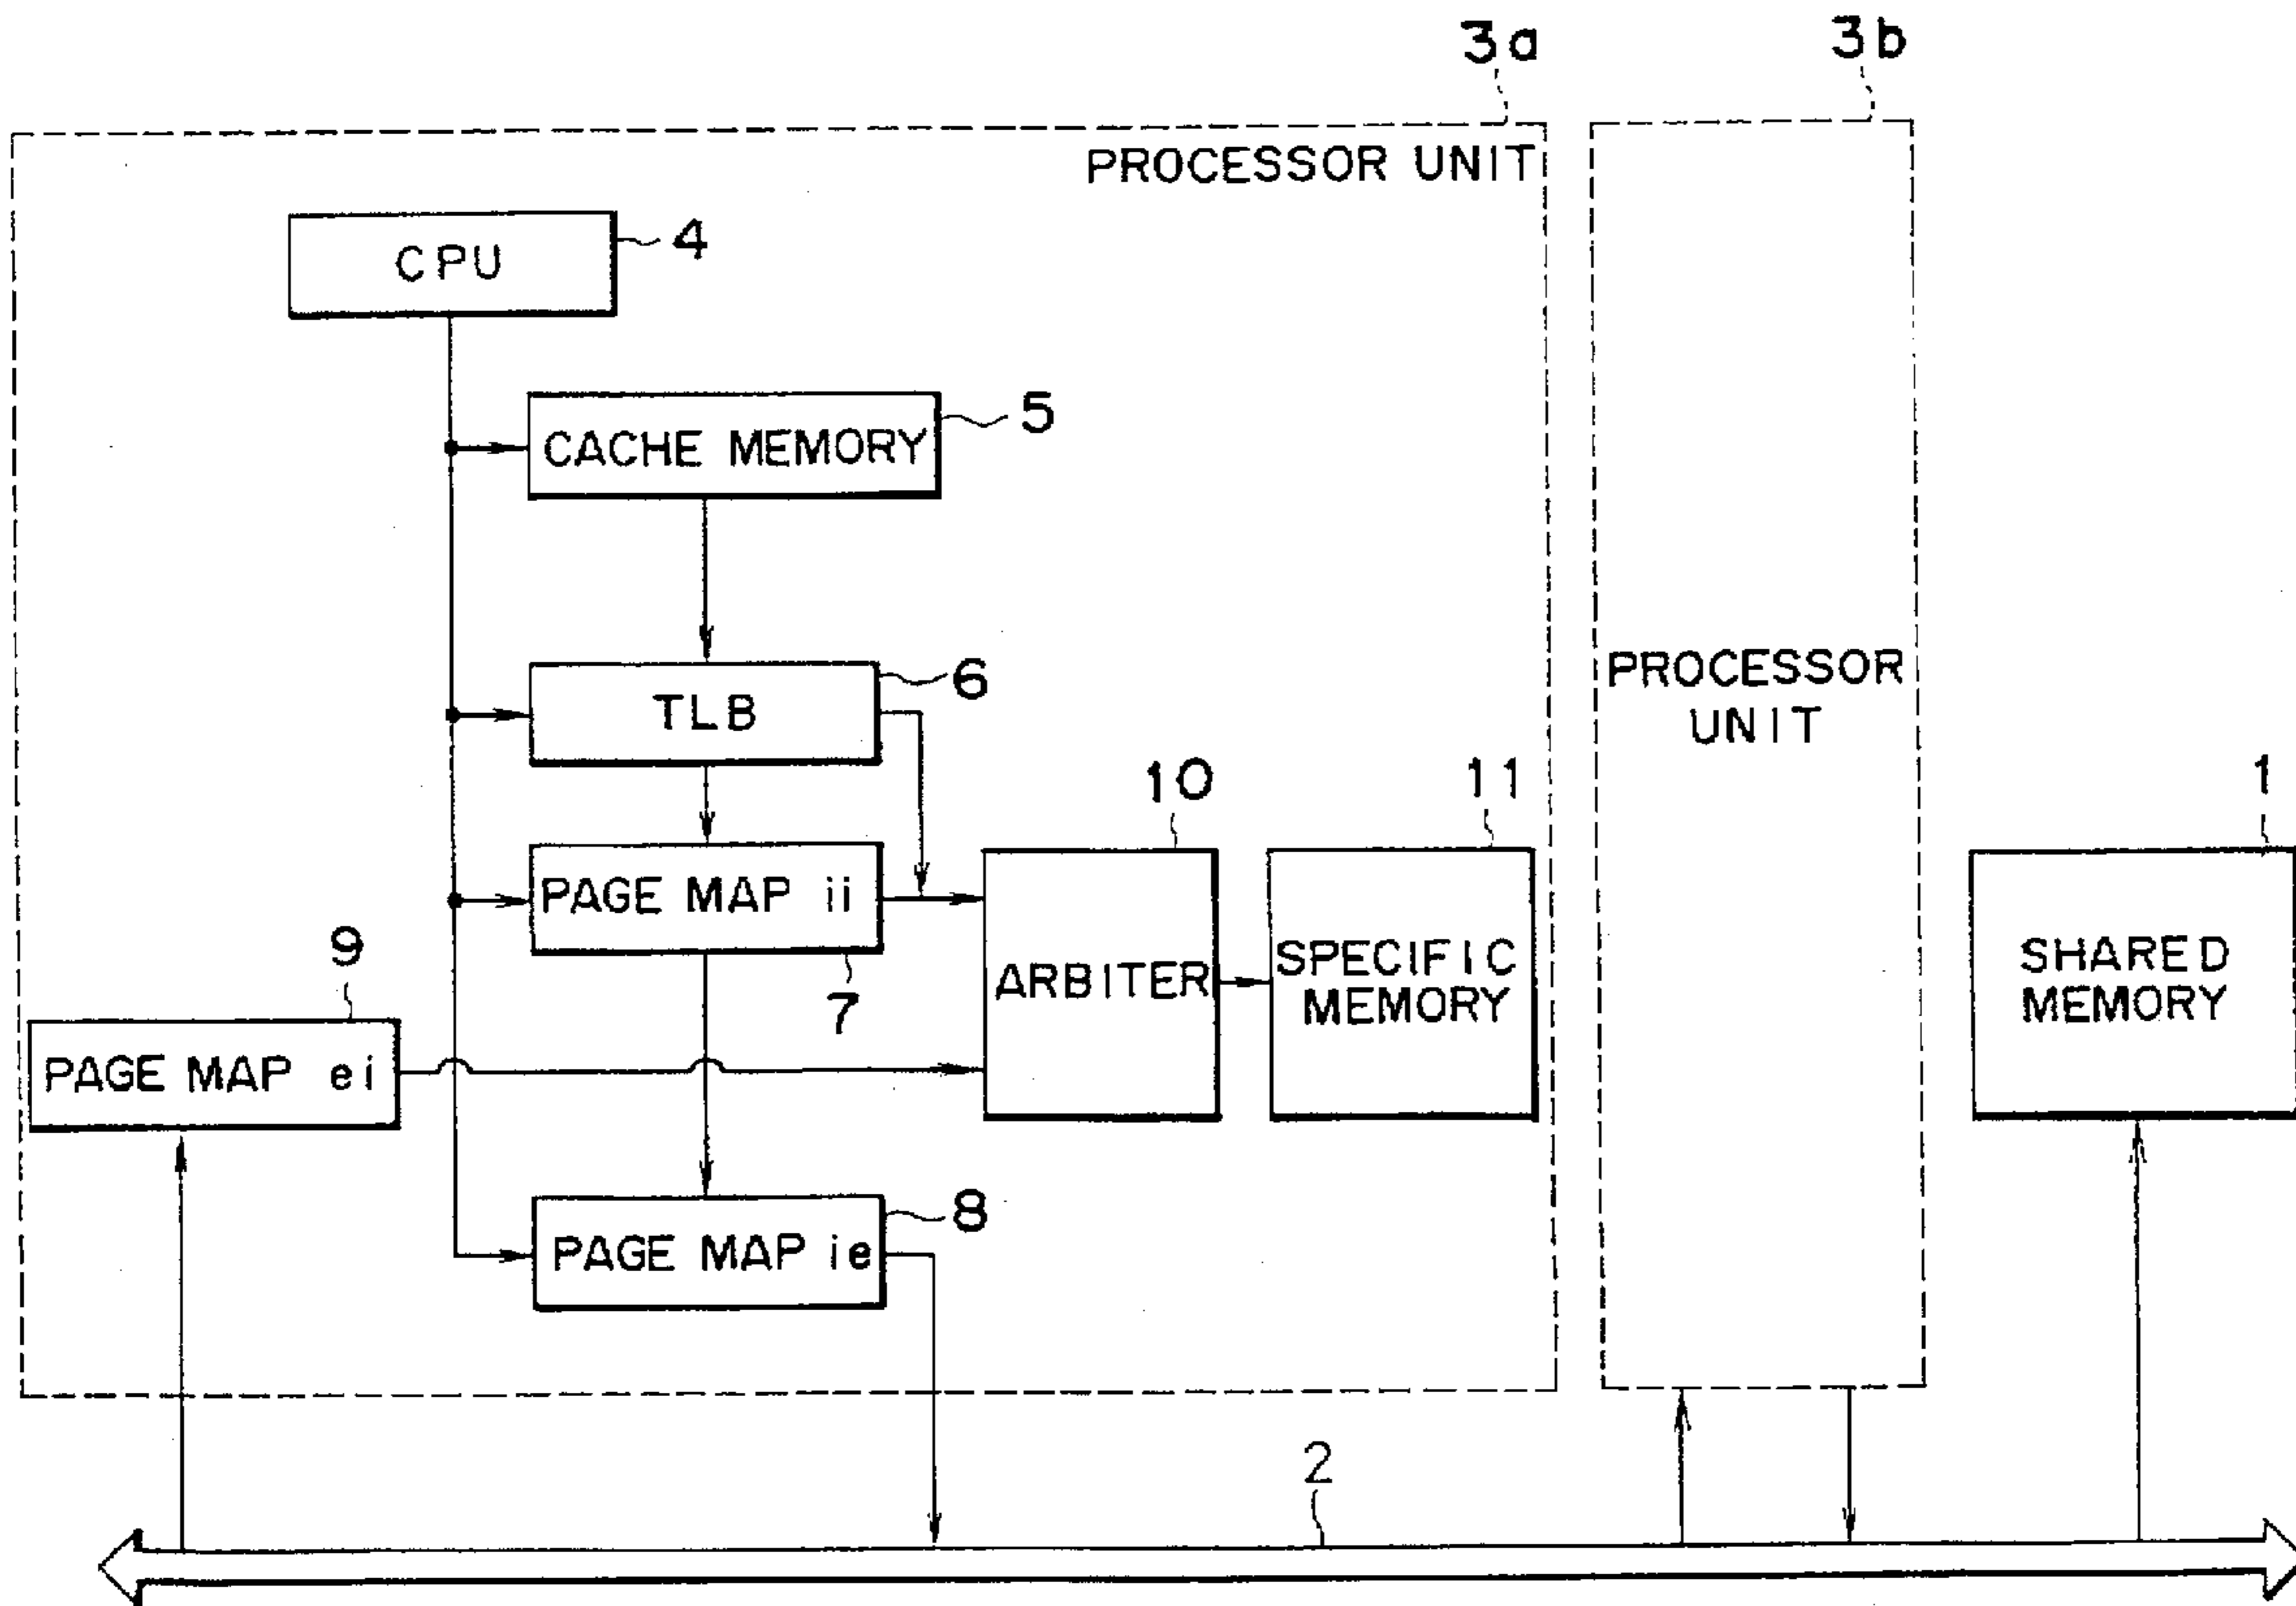 3a
3b
PROCESSOR UNIT
CPU
4
CACHE MEMORY
5
TLB
6
PAGE MAP ii
7
10
ARBITER
11
SPECIFIC
MEMORY
PROCESSOR
UNIT
1
SHARED
MEMORY
9
PAGE MAP ei
PAGE MAP ie
8
2